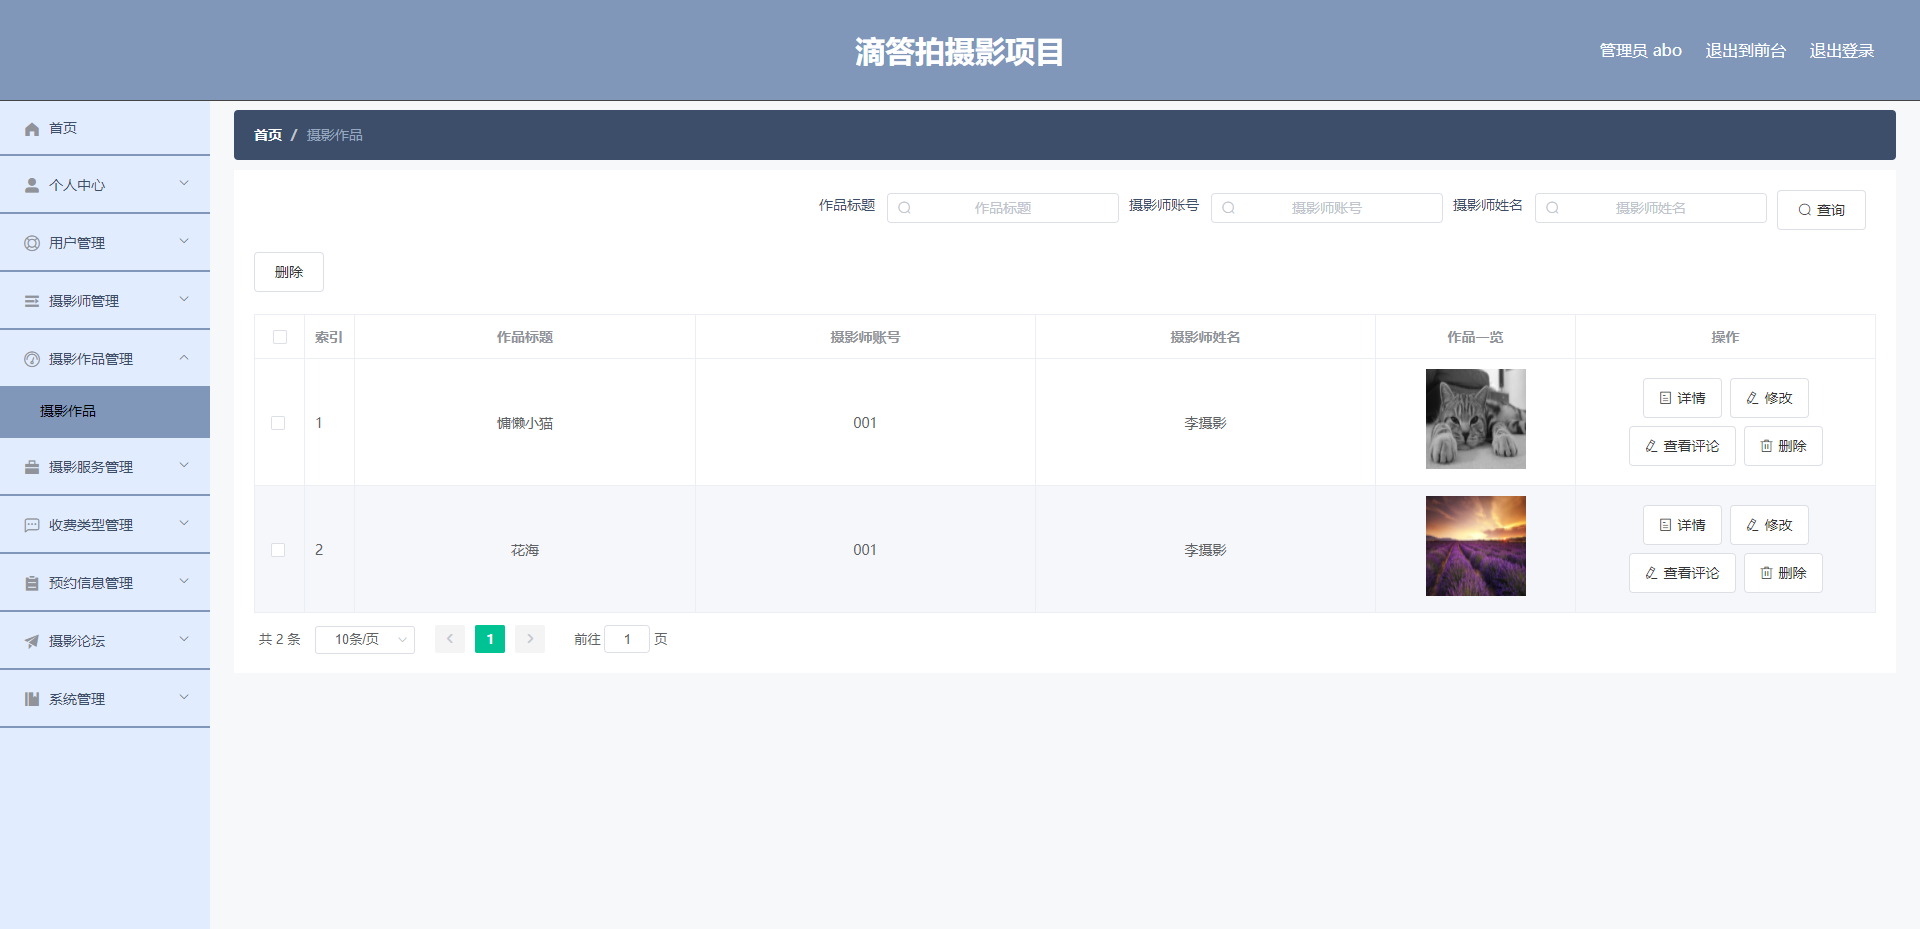 滴答拍摄影项目
管理员 abo 退出到前台 退出登录
首页
个人中心
用户管理
摄影师管理
摄影作品管理
摄影作品
摄影服务管理
收费类型管理
预约信息管理
摄影论坛
系统管理
首页 / 摄影作品
作品标题 作品标题 摄影师账号 摄影师账号 摄影师姓名 摄影师姓名 查询
删除
索引 作品标题 摄影师账号 摄影师姓名 作品一览 操作
1 慵懒小猫 001 李摄影 详情 修改
查看评论 删除
2 花海 001 李摄影 详情 修改
查看评论 删除
共 2 条 10条/页 1 前往 1 页